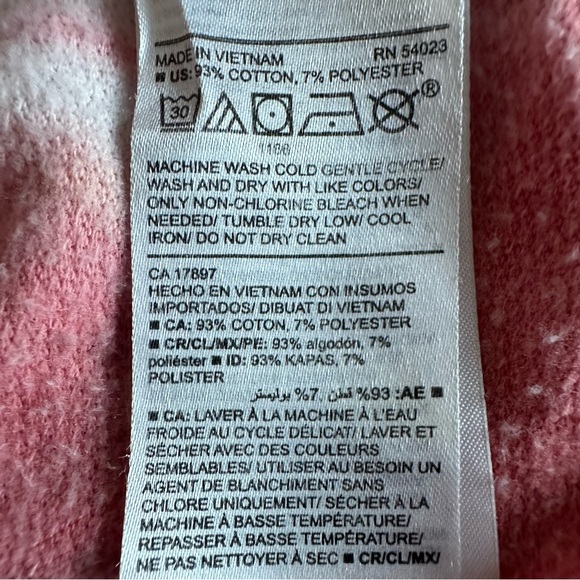 MADE IN VIETNAM RN 54023
■ US: 93% COTTON, 7% POLYESTER
30 ®
1166
MACHINE WASH COLD GENTLE CYCLE/
WASH AND DRY WITH LIKE COLORS/
ONLY NON-CHLORINE BLEACH WHEN
NEEDED/ TUMBLE DRY LOW/ COOL
IRON/ DO NOT DRY CLEAN
CA 17897
HECHO EN VIETNAM CON INSUMOS
IMPORTADOS/ DIBUAT DI VIETNAM
■ CA: 93% COTON, 7% POLYESTER
■ CR/CL/MX/PE: 93% algodón, 7%
poliéster ■ ID: 93% KAPAS, 7%
POLISTER
■ AE: 93% قطن, 7% بوليستر
■ CA: LAVER À LA MACHINE À L'EAU
FROIDE AU CYCLE DÉLICAT/ LAVER ET
SÉCHER AVEC DES COULEURS
SEMBLABLES/ UTILISER AU BESOIN UN
AGENT DE BLANCHIMENT SANS
CHLORE UNIQUEMENT/ SÉCHER À LA
MACHINE À BASSE TEMPÉRATURE/
REPASSER À BASSE TEMPÉRATURE/
NE PAS NETTOYER À SEC ■ CR/CL/MX/